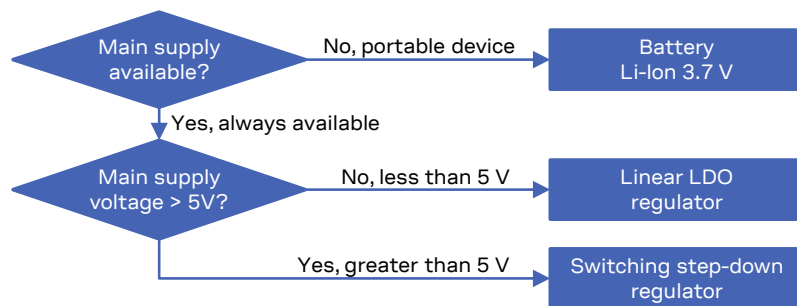 Main supply
available?
No, portable device
Battery
Li-Ion 3.7 V
Yes, always available
Main supply
voltage > 5V?
No, less than 5 V
Linear LDO
regulator
Yes, greater than 5 V
Switching step-down
regulator